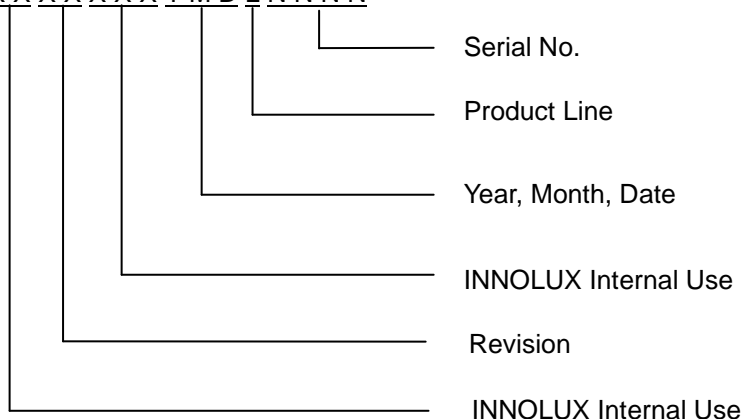 Serial No.
Product Line
Year, Month, Date
INNOLUX Internal Use
Revision
INNOLUX Internal Use